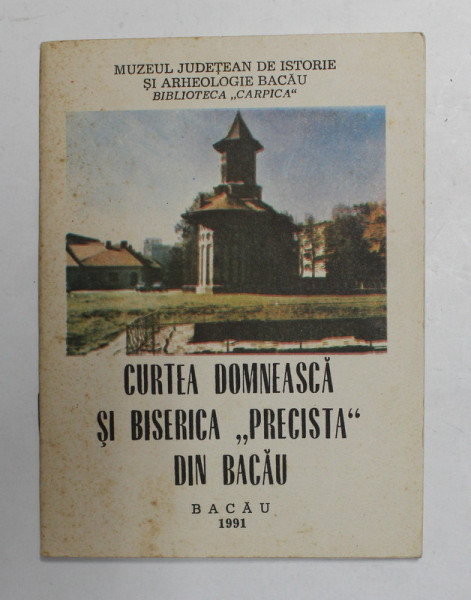 MUZEUL JUDEȚEAN DE ISTORIE
ȘI ARHEOLOGIE BACĂU
BIBLIOTECA „CARPICA“
CURTEA DOMNEASCĂ
ȘI BISERICA „PRECISTA“
DIN BACĂU
BACĂU
1991